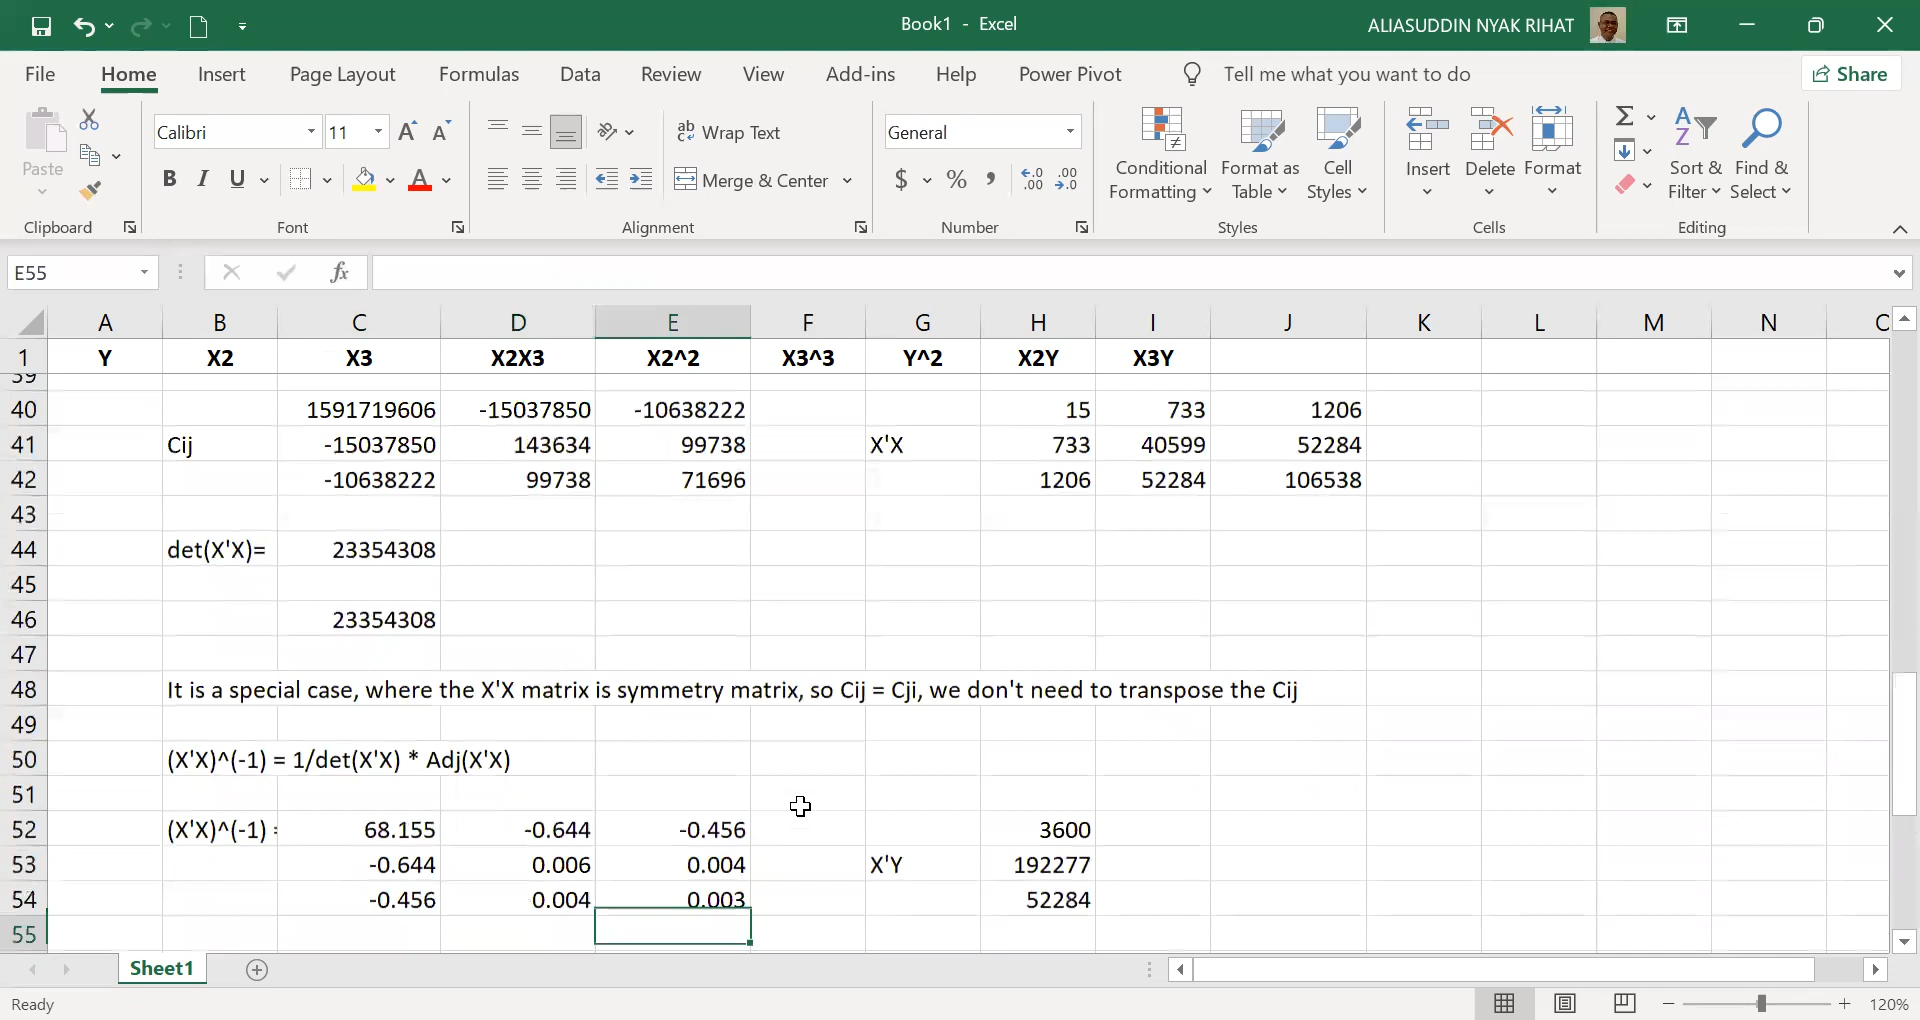 Book1 - Excel
ALIASUDDIN NYAK RIHAT
File Home Insert Page Layout Formulas Data Review View Add-ins Help Power Pivot Tell me what you want to do Share
Paste
Calibri 11 A A
ab Wrap Text
General
Conditional Formatting
Format as Table
Cell Styles
Insert Delete Format
Sort & Filter
Find & Select
B I U A
Merge & Center
$ % , .00 .00
Clipboard Font Alignment Number Styles Cells Editing
E55 fx
A B C D E F G H I J K L M N
1 Y X2 X3 X2X3 X2^2 X3^3 Y^2 X2Y X3Y
39
40 1591719606 -15037850 -10638222 15 733 1206
41 Cij -15037850 143634 99738 X'X 733 40599 52284
42 -10638222 99738 71696 1206 52284 106538
43
44 det(X'X)= 23354308
45
46 23354308
47
48 It is a special case, where the X'X matrix is symmetry matrix, so Cij = Cji, we don't need to transpose the Cij
49
50 (X'X)^(-1) = 1/det(X'X) * Adj(X'X)
51
52 (X'X)^(-1) = 68.155 -0.644 -0.456 3600
53 -0.644 0.006 0.004 X'Y 192277
54 -0.456 0.004 0.003 52284
55
Sheet1
Ready 120%